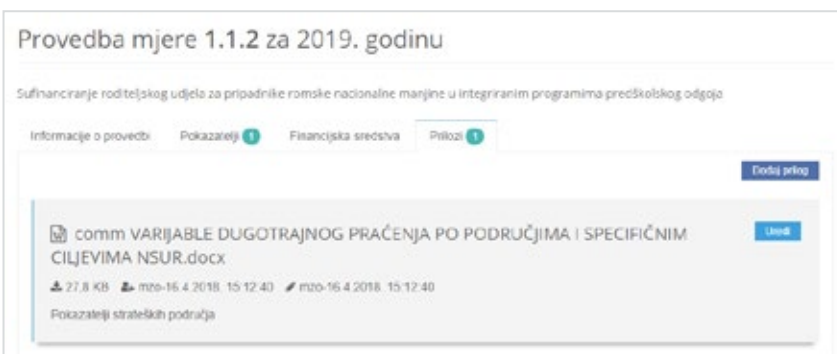 Provedba mjere 1.1.2 za 2019. godinu
Sufinanciranje roditeljskog udjela za pripadnike romske nacionalne manjine u integriranim programima predškolskog odgoja
Informacije o provedbi Pokazatelji 1 Financijska sredstva Prilozi 1
Dodaj prilog
comm VARIJABLE DUGOTRAJNOG PRAĆENJA PO PODRUČJIMA I SPECIFIČNIM
CILJEVIMA NSUR.docx
Uredi
27,8 KB mzo-16.4.2018. 15:12:40 mzo-16.4.2018. 15:12:40
Pokazatelji strateških područja